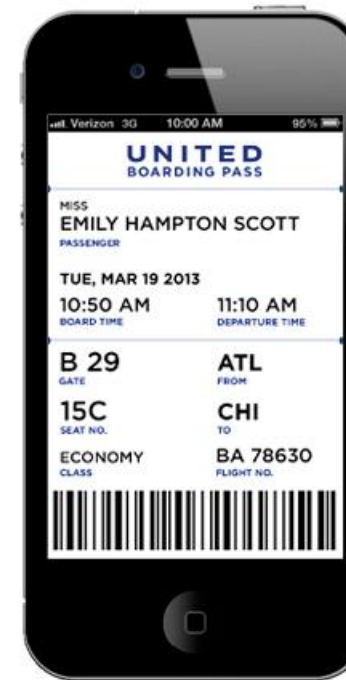 Verizon 3G 10:00 AM 95%
UNITED
BOARDING PASS
MISS
EMILY HAMPTON SCOTT
PASSENGER
TUE, MAR 19 2013
10:50 AM 11:10 AM
BOARD TIME DEPARTURE TIME
B 29 ATL
GATE FROM
15C CHI
SEAT NO. TO
ECONOMY BA 78630
CLASS FLIGHT NO.